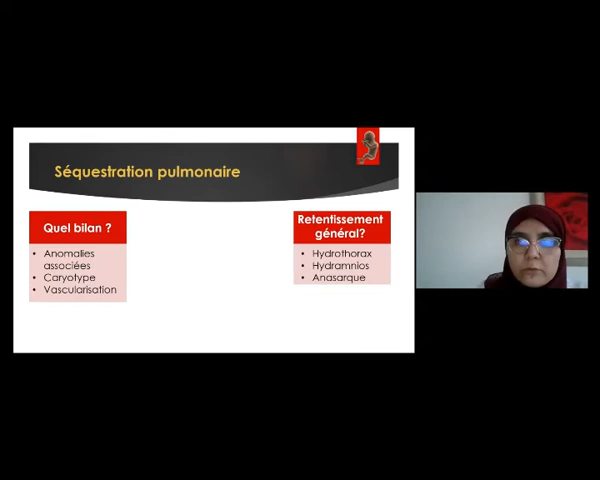 Séquestration pulmonaire
Quel bilan ?
• Anomalies
associées
• Caryotype
• Vascularisation
Retentissement
général?
• Hydrothorax
• Hydramnios
• Anasarque